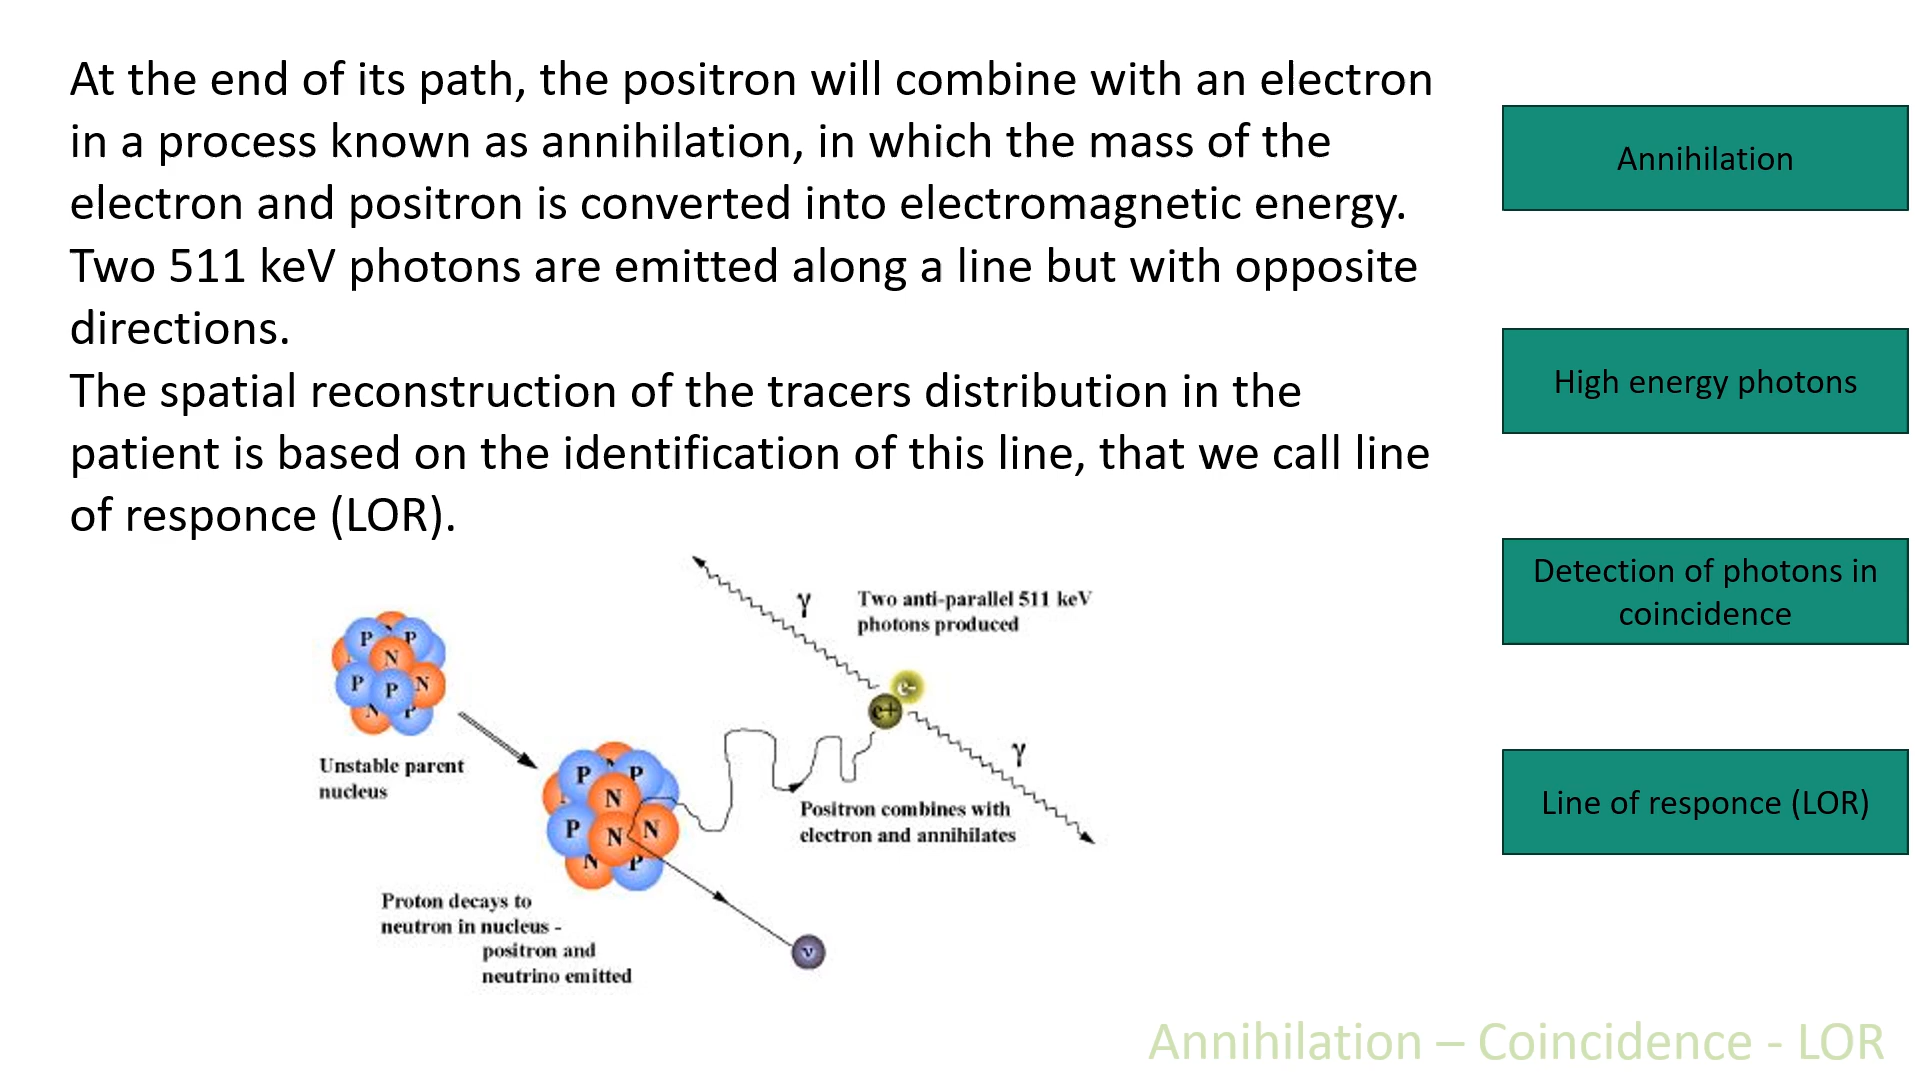 At the end of its path, the positron will combine with an electron
in a process known as annihilation, in which the mass of the
electron and positron is converted into electromagnetic energy.
Two 511 keV photons are emitted along a line but with opposite
directions.
The spatial reconstruction of the tracers distribution in the
patient is based on the identification of this line, that we call line
of responce (LOR).
Annihilation
High energy photons
Detection of photons in
coincidence
Line of responce (LOR)
γ
Two anti-parallel 511 keV
photons produced
P
P
N
P
P
N
N
P
Unstable parent
nucleus
e-
e+
γ
P
N
P
N
P
N
N
N
P
Positron combines with
electron and annihilates
Proton decays to
neutron in nucleus -
positron and
neutrino emitted
ν
Annihilation – Coincidence - LOR